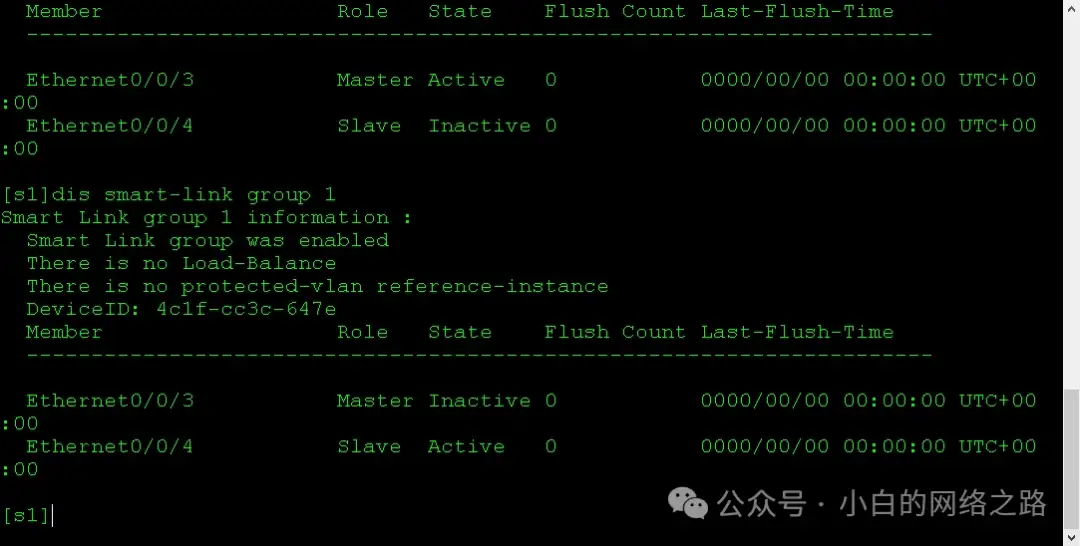 Member Role State Flush Count Last-Flush-Time
----------------------------------------------------------------------
Ethernet0/0/3 Master Active 0 0000/00/00 00:00:00 UTC+00
:00
Ethernet0/0/4 Slave Inactive 0 0000/00/00 00:00:00 UTC+00
:00
[s1]dis smart-link group 1
Smart Link group 1 information :
Smart Link group was enabled
There is no Load-Balance
There is no protected-vlan reference-instance
DeviceID: 4c1f-cc3c-647e
Member Role State Flush Count Last-Flush-Time
----------------------------------------------------------------------
Ethernet0/0/3 Master Inactive 0 0000/00/00 00:00:00 UTC+00
:00
Ethernet0/0/4 Slave Active 0 0000/00/00 00:00:00 UTC+00
:00
[s1]
公众号 · 小白的网络之路